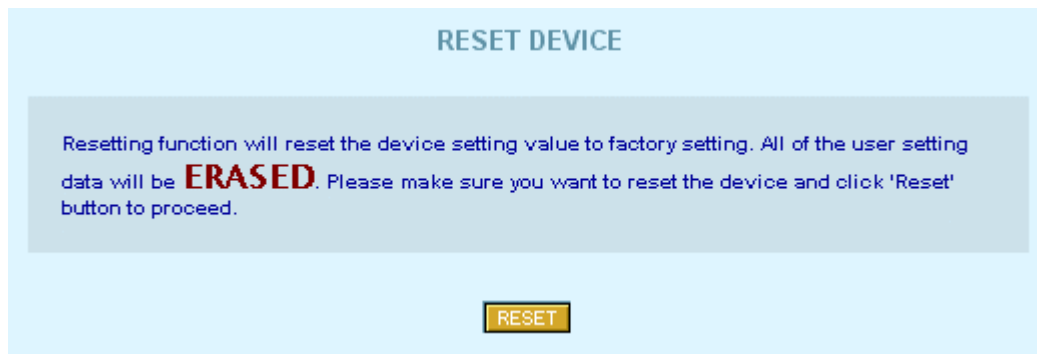 RESET DEVICE
Resetting function will reset the device setting value to factory setting. All of the user setting
data will be ERASED. Please make sure you want to reset the device and click 'Reset'
button to proceed.
RESET